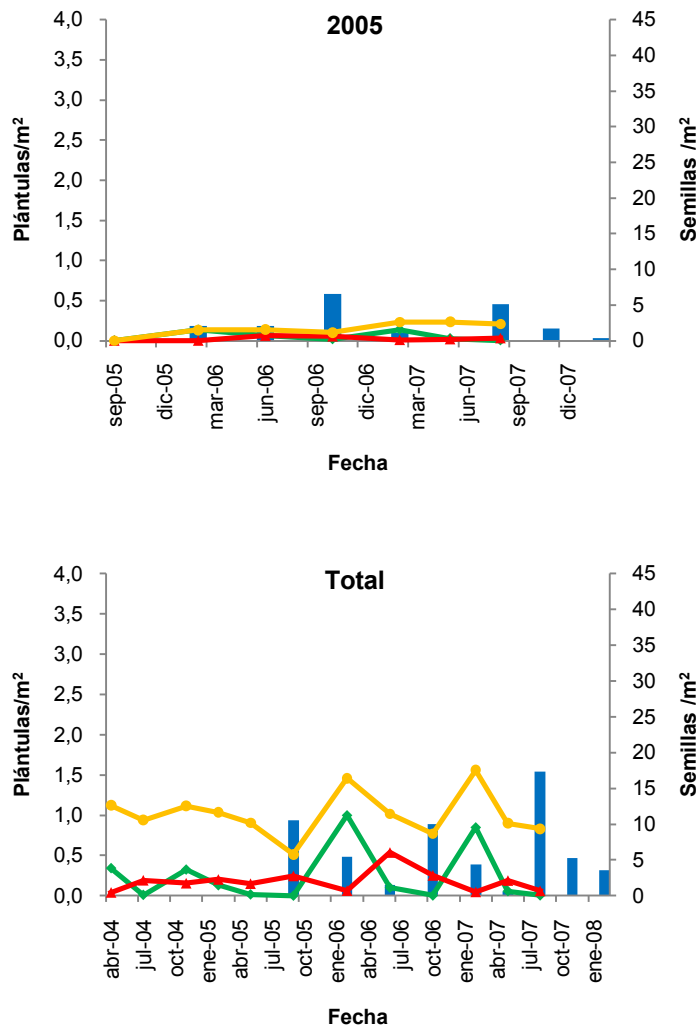 2005
4,0
3,5
3,0
2,5
2,0
1,5
1,0
0,5
0,0
Plántulas/m²
45
40
35
30
25
20
15
10
5
0
Semillas /m²
sep-05
dic-05
mar-06
jun-06
sep-06
dic-06
mar-07
jun-07
sep-07
dic-07
Fecha
Total
4,0
3,5
3,0
2,5
2,0
1,5
1,0
0,5
0,0
Plántulas/m²
45
40
35
30
25
20
15
10
5
0
Semillas /m²
abr-04
jul-04
oct-04
ene-05
abr-05
jul-05
oct-05
ene-06
abr-06
jul-06
oct-06
ene-07
abr-07
jul-07
oct-07
ene-08
Fecha